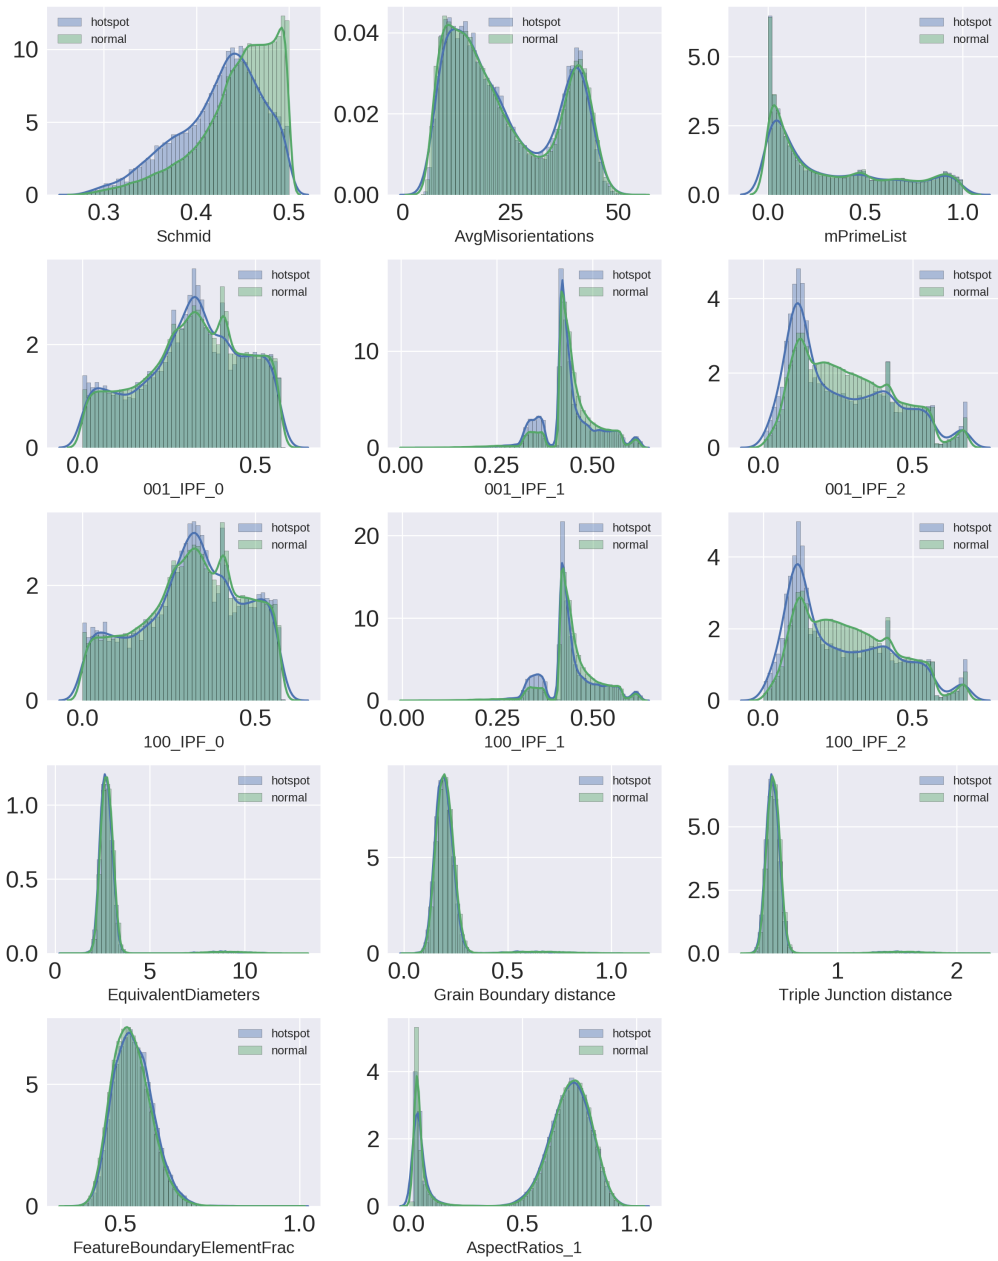 hotspot
normal
10
5
0
0.3 0.4 0.5
Schmid
hotspot
normal
0.04
0.02
0.00
0 25 50
AvgMisorientations
hotspot
normal
5.0
2.5
0.0
0.0 0.5 1.0
mPrimeList
hotspot
normal
2
0
0.0 0.5
001_IPF_0
hotspot
normal
10
0
0.00 0.25 0.50
001_IPF_1
hotspot
normal
4
2
0
0.0 0.5
001_IPF_2
hotspot
normal
2
0
0.0 0.5
100_IPF_0
hotspot
normal
20
10
0
0.00 0.25 0.50
100_IPF_1
hotspot
normal
4
2
0
0.0 0.5
100_IPF_2
hotspot
normal
1.0
0.5
0.0
0 5 10
EquivalentDiameters
hotspot
normal
5
0
0.0 0.5 1.0
Grain Boundary distance
hotspot
normal
5.0
2.5
0.0
1 2
Triple Junction distance
hotspot
normal
5
0
0.5 1.0
FeatureBoundaryElementFrac
hotspot
normal
4
2
0
0.0 0.5 1.0
AspectRatios_1